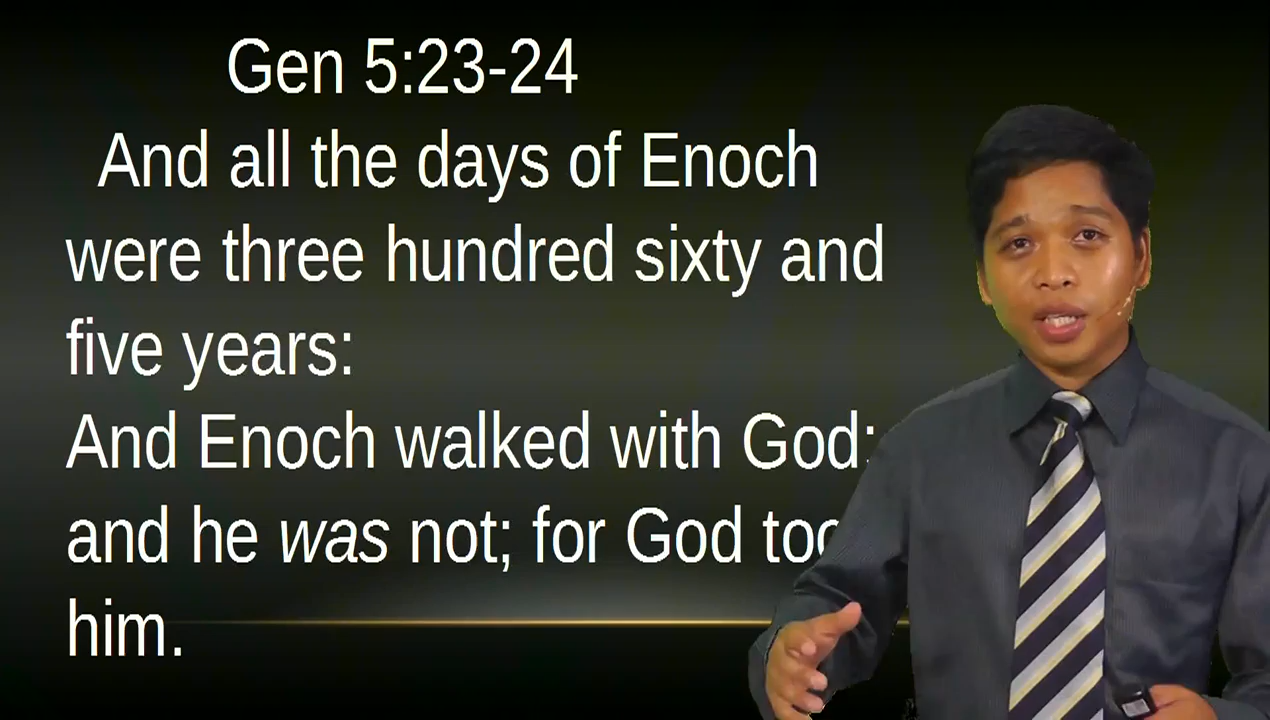 Gen 5:23-24
And all the days of Enoch
were three hundred sixty and
five years:
And Enoch walked with God:
and he was not; for God
him.